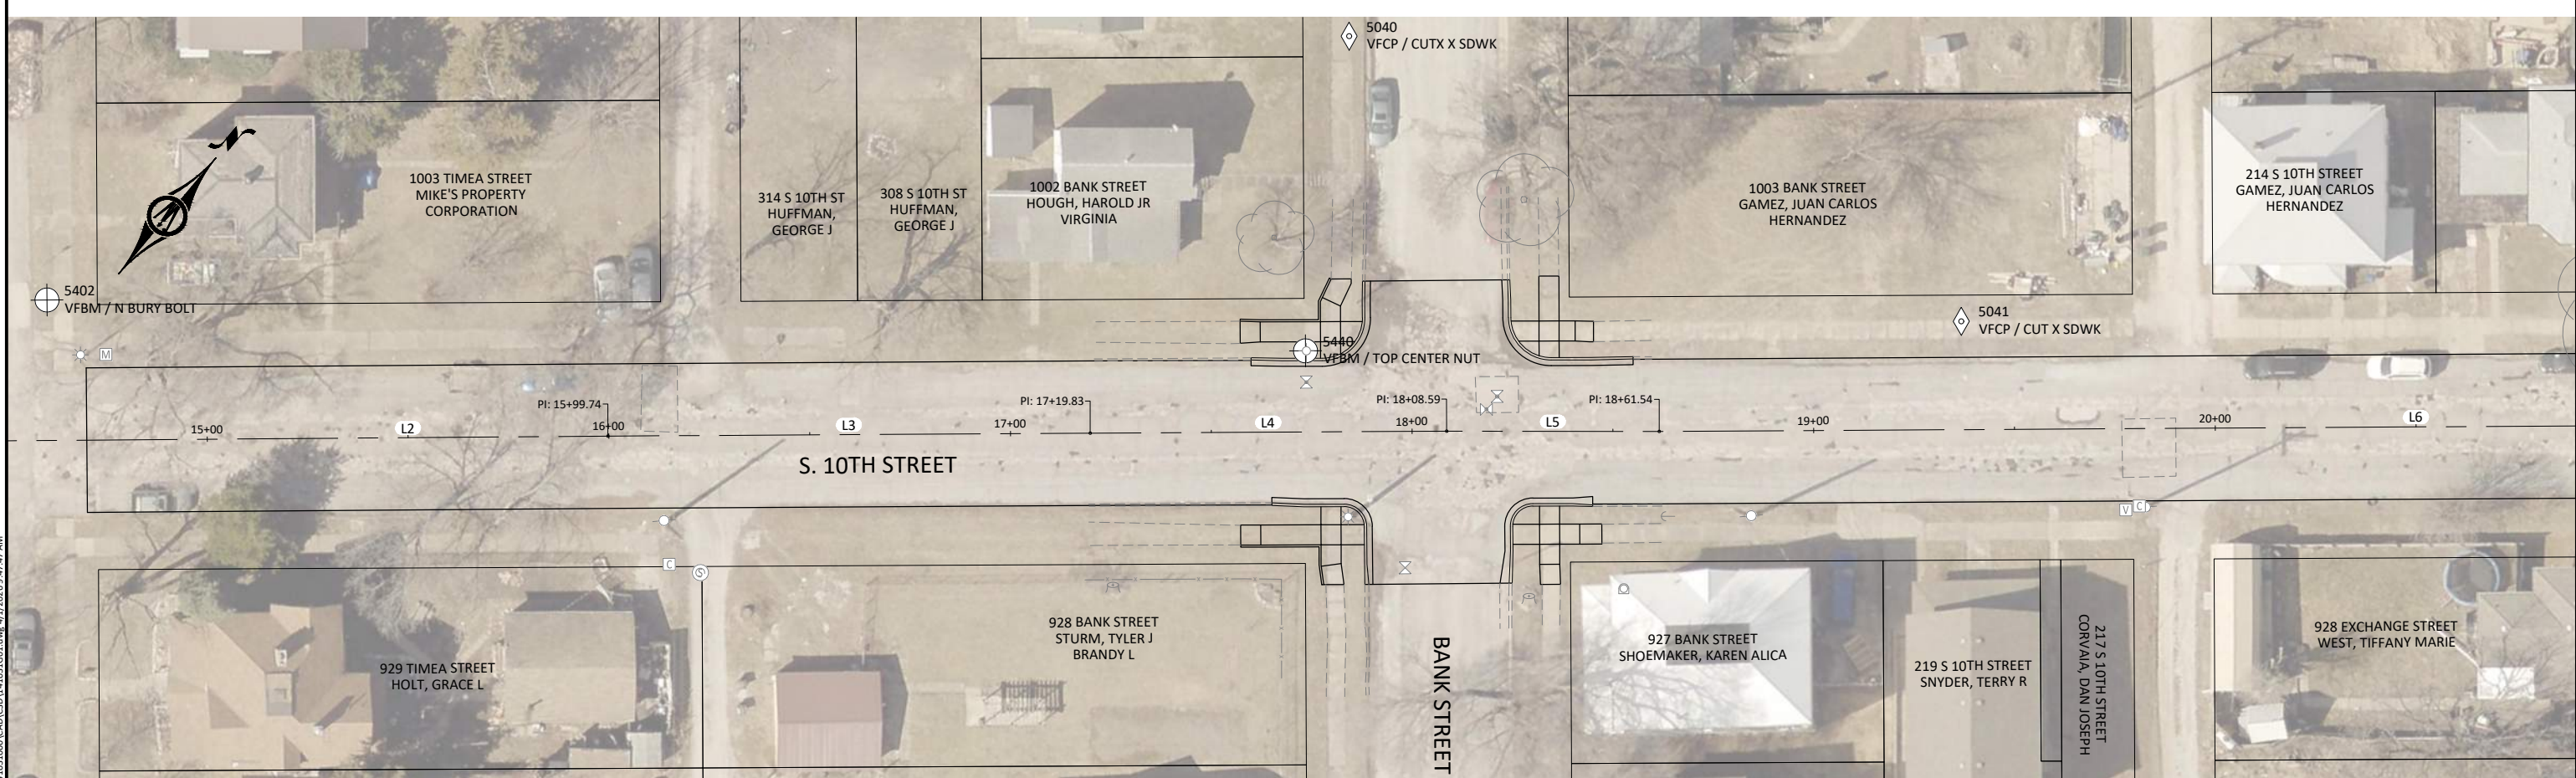 5040
VFCP / CUTX X SDWK
N
1003 TIMEA STREET
MIKE'S PROPERTY
CORPORATION
314 S 10TH ST
HUFFMAN,
GEORGE J
308 S 10TH ST
HUFFMAN,
GEORGE J
1002 BANK STREET
HOUGH, HAROLD JR
VIRGINIA
1003 BANK STREET
GAMEZ, JUAN CARLOS
HERNANDEZ
214 S 10TH STREET
GAMEZ, JUAN CARLOS
HERNANDEZ
5402
VFBM / N BURY BOLT
5041
VFCP / CUT X SDWK
5440
VFBM / TOP CENTER NUT
M
PI: 15+99.74
PI: 17+19.83
PI: 18+08.59
PI: 18+61.54
15+00
L2
16+00
L3
17+00
L4
18+00
L5
19+00
20+00
L6
S. 10TH STREET
V
C
C
S
929 TIMEA STREET
HOLT, GRACE L
928 BANK STREET
STURM, TYLER J
BRANDY L
BANK STREET
927 BANK STREET
SHOEMAKER, KAREN ALICA
219 S 10TH STREET
SNYDER, TERRY R
217 S 10TH STREET
CORVAIA, DAN JOSEPH
928 EXCHANGE STREET
WEST, TIFFANY MARIE